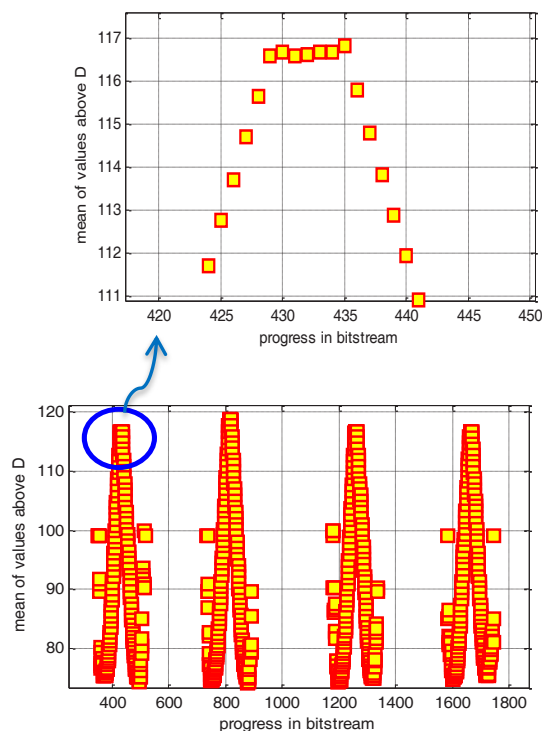 117
116
115
114
113
112
111
mean of values above D
420 425 430 435 440 445 450
progress in bitstream
120
110
100
90
80
mean of values above D
400 600 800 1000 1200 1400 1600 1800
progress in bitstream